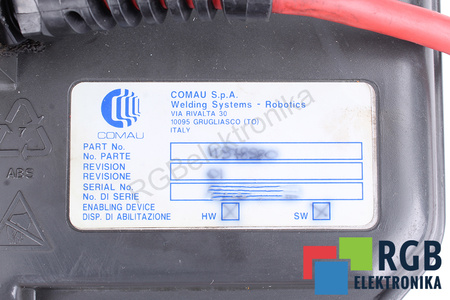 COMAU S.p.A.
Welding Systems - Robotics
VIA RIVALTA 30
10095 GRUGLIASCO (TO)
ITALY
COMAU
PART No.
No. PARTE
REVISION
REVISIONE
SERIAL No.
No. DI SERIE
ENABLING DEVICE
DISP. DI ABILITAZIONE
HW
SW
ABS
RGBelektronika
RGB
ELEKTRONIKA